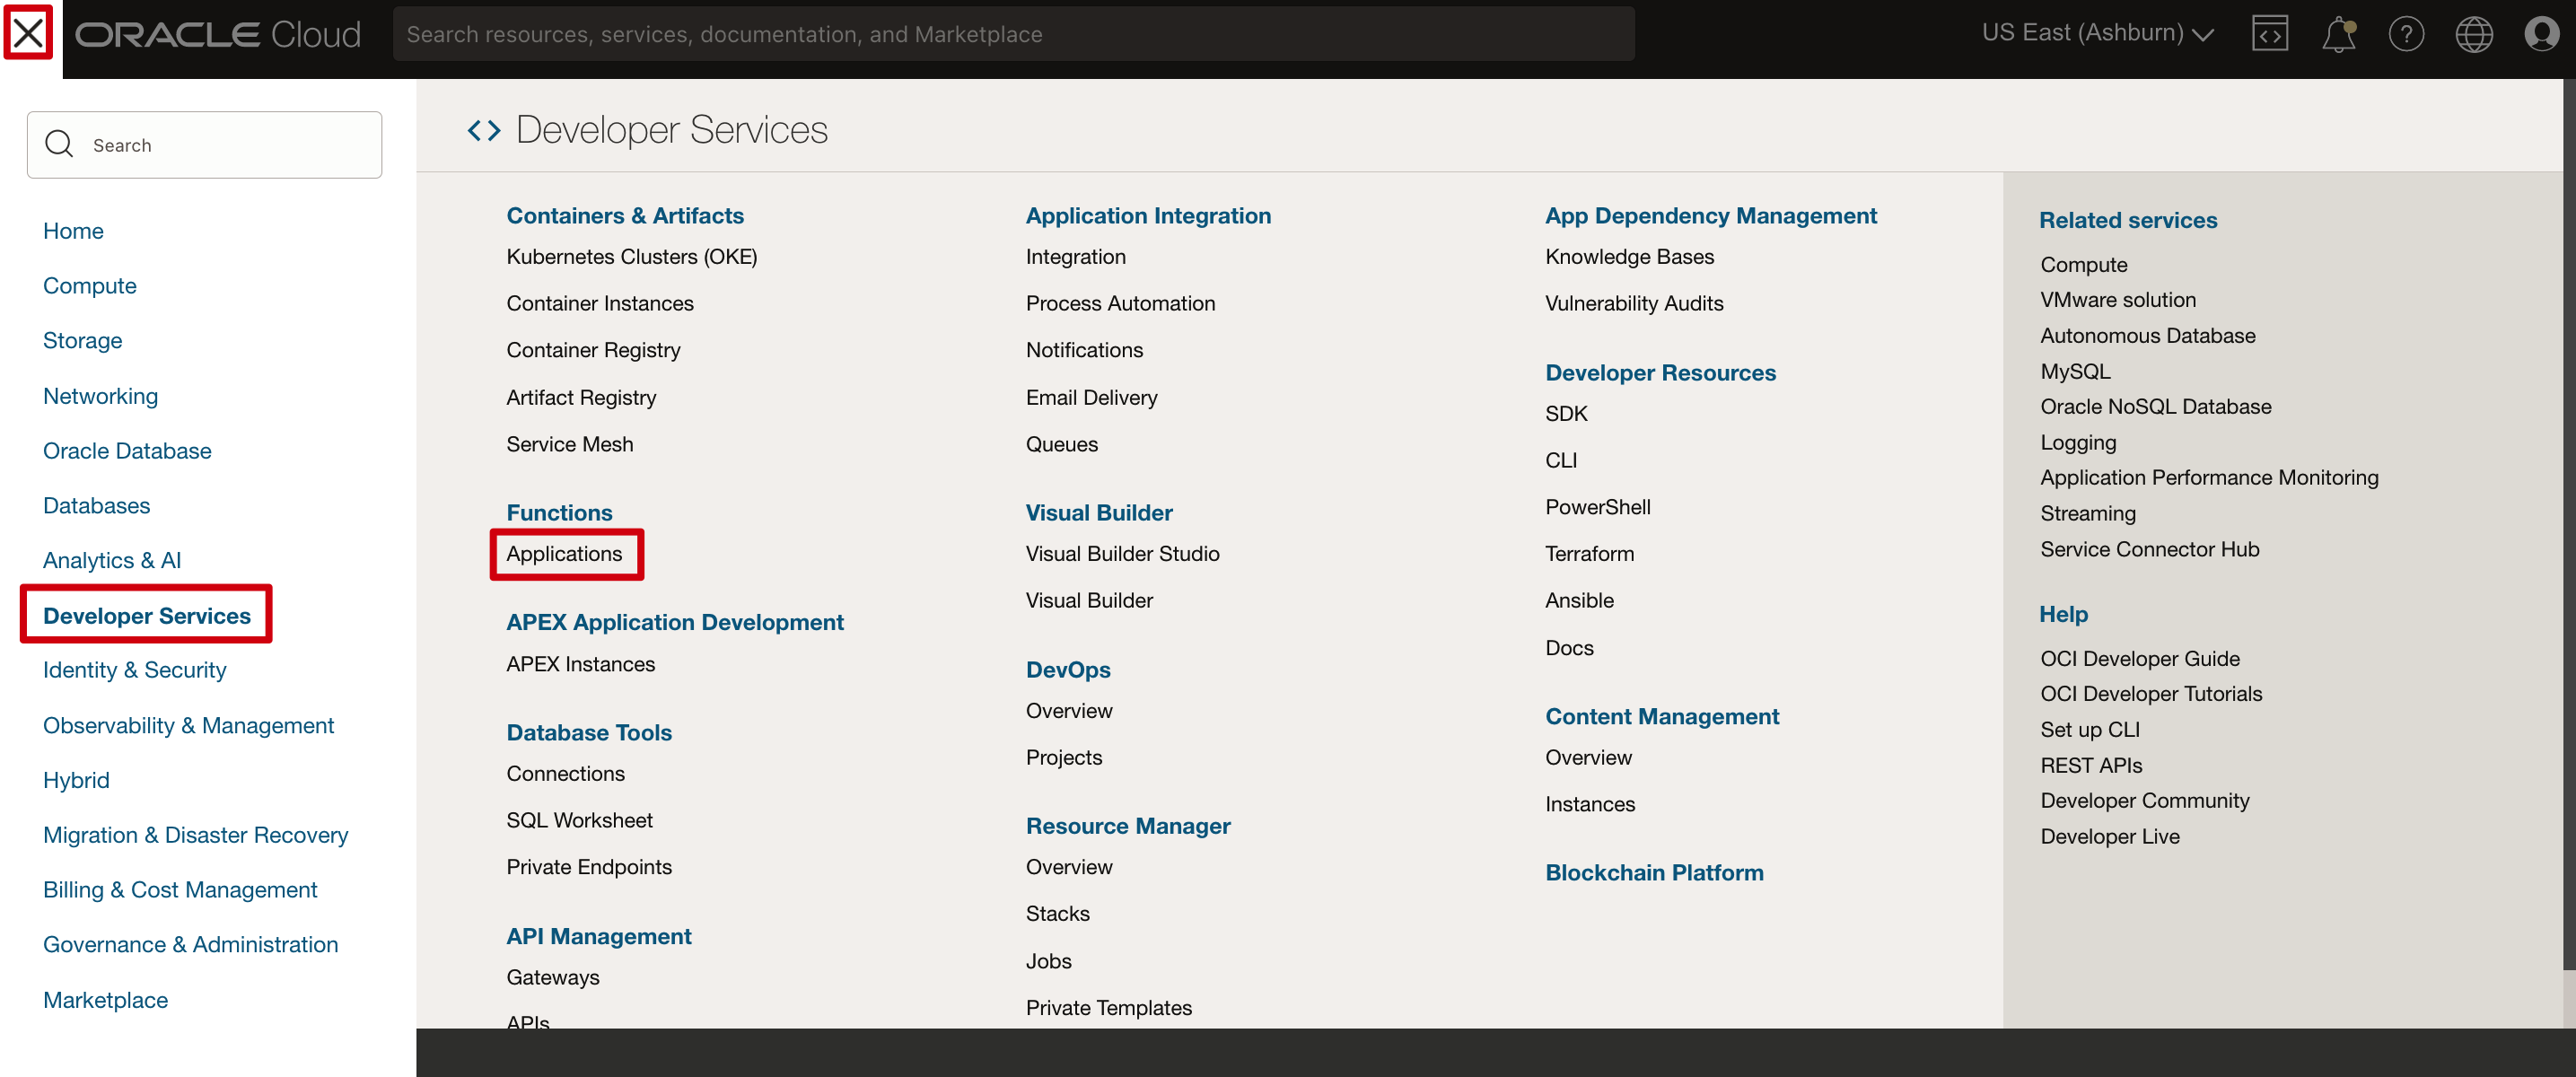 ORACLE Cloud
Search resources, services, documentation, and Marketplace
US East (Ashburn)
Search
Home
Compute
Storage
Networking
Oracle Database
Databases
Analytics & AI
Developer Services
Identity & Security
Observability & Management
Hybrid
Migration & Disaster Recovery
Billing & Cost Management
Governance & Administration
Marketplace
Developer Services
Containers & Artifacts
Kubernetes Clusters (OKE)
Container Instances
Container Registry
Artifact Registry
Service Mesh
Functions
Applications
APEX Application Development
APEX Instances
Database Tools
Connections
SQL Worksheet
Private Endpoints
API Management
Gateways
APIs
Application Integration
Integration
Process Automation
Notifications
Email Delivery
Queues
Visual Builder
Visual Builder Studio
Visual Builder
DevOps
Overview
Projects
Resource Manager
Overview
Stacks
Jobs
Private Templates
App Dependency Management
Knowledge Bases
Vulnerability Audits
Developer Resources
SDK
CLI
PowerShell
Terraform
Ansible
Docs
Content Management
Overview
Instances
Blockchain Platform
Related services
Compute
VMware solution
Autonomous Database
MySQL
Oracle NoSQL Database
Logging
Application Performance Monitoring
Streaming
Service Connector Hub
Help
OCI Developer Guide
OCI Developer Tutorials
Set up CLI
REST APIs
Developer Community
Developer Live